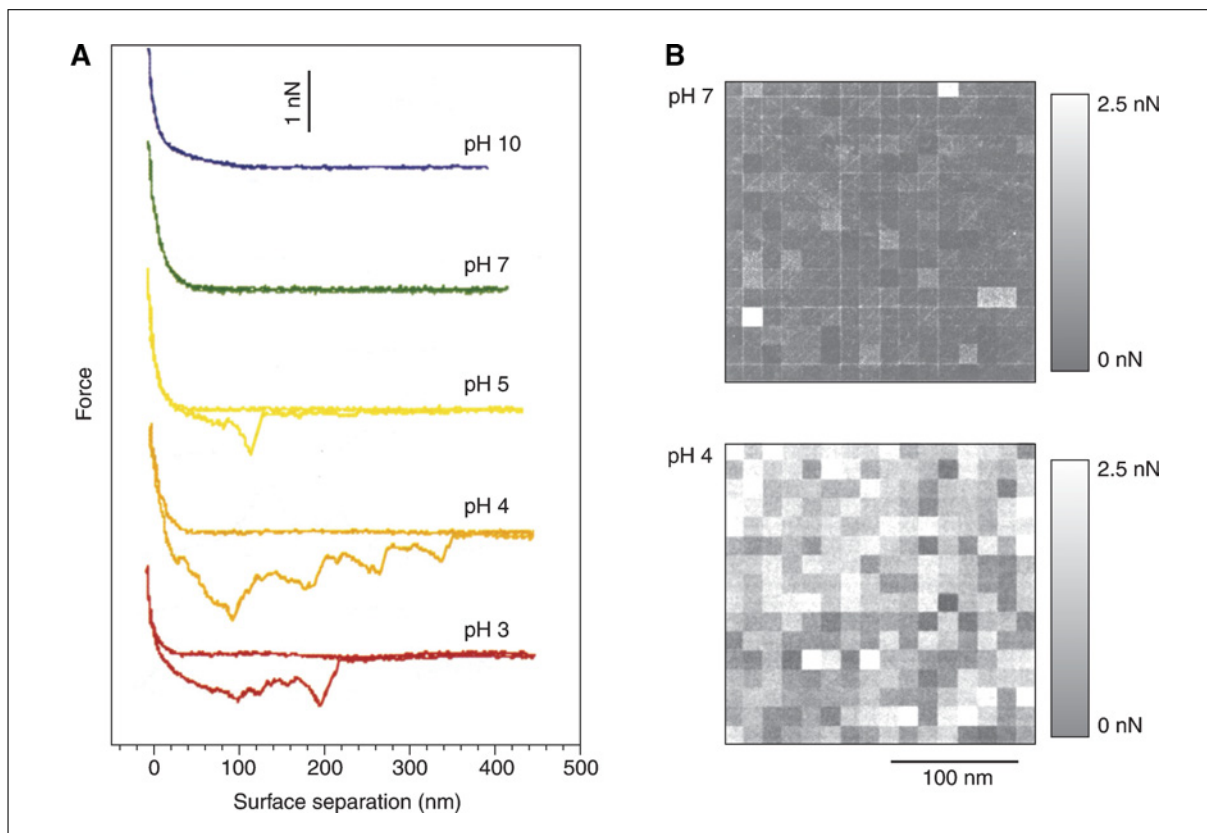 A
1 nN
pH 10
pH 7
pH 5
pH 4
pH 3
Force
0 100 200 300 400 500
Surface separation (nm)
B
pH 7
2.5 nN
0 nN
pH 4
2.5 nN
0 nN
100 nm